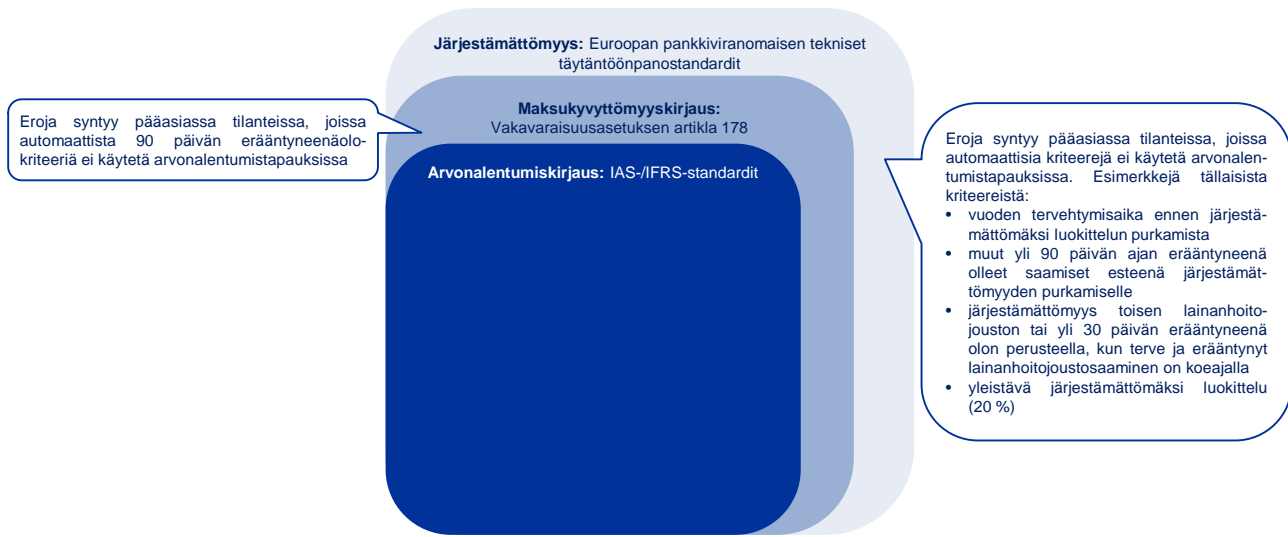 Järjestämättömyys: Euroopan pankkiviranomaisen tekniset
täytäntöönpanostandardit
Maksukyvyttömyyskirjaus:
Vakavaraisuusasetuksen artikla 178
Arvonalentumiskirjaus: IAS-/IFRS-standardit
Eroja syntyy pääasiassa tilanteissa, joissa
automaattista 90 päivän erääntyneenäolo-
kriteeriä ei käytetä arvonalentumistapauksissa
Eroja syntyy pääasiassa tilanteissa, joissa
automaattisia kriteerejä ei käytetä arvonalen-
tumistapauksissa. Esimerkkejä tällaisista
kriteereistä:
• vuoden tervehtymisaika ennen järjestä-
mättömäksi luokittelun purkamista
• muut yli 90 päivän ajan erääntyneenä
olleet saamiset esteenä järjestämät-
tömyyden purkamiselle
• järjestämättömyys toisen lainanhoito-
jouston tai yli 30 päivän erääntyneenä
olon perusteella, kun terve ja erääntynyt
lainanhoitojoustosaaminen on koeajalla
• yleistävä järjestämättömäksi luokittelu
(20 %)